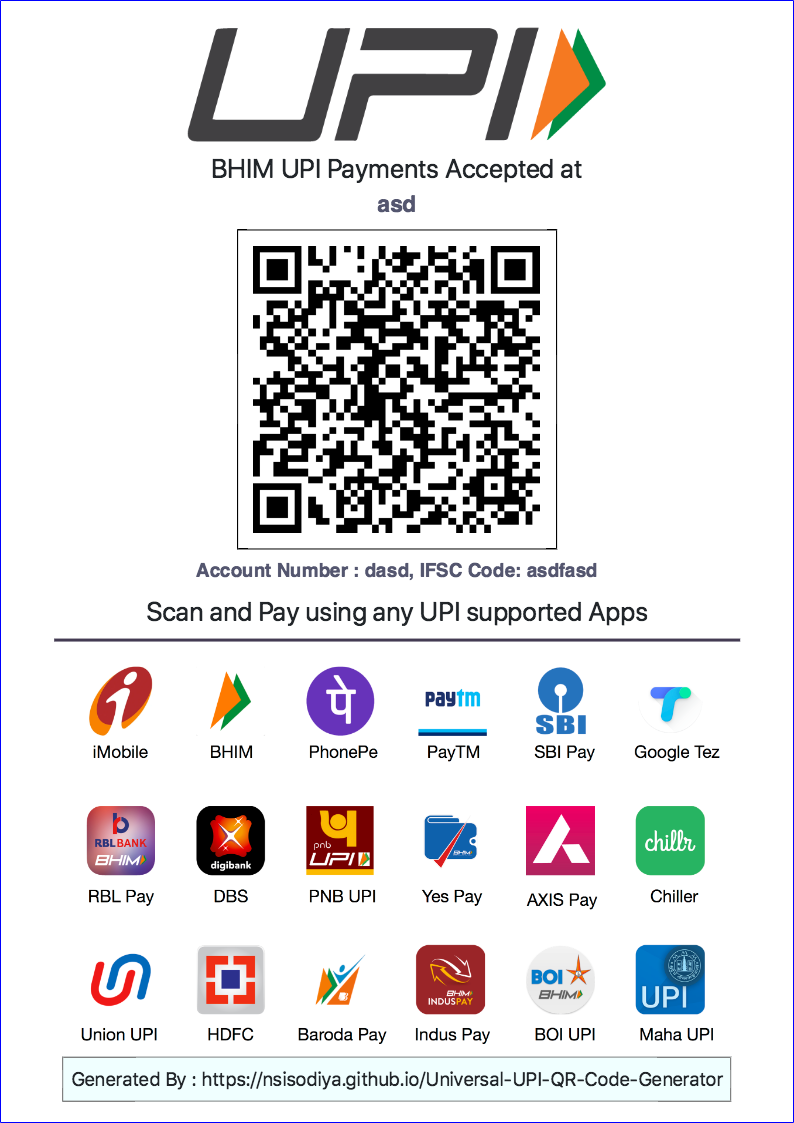 UPI
BHIM UPI Payments Accepted at
asd
Account Number : dasd, IFSC Code: asdfasd
Scan and Pay using any UPI supported Apps
पे
paytm
SBI
iMobile BHIM PhonePe PayTM SBI Pay Google Tez
RBLBANK
BHIM
digibank
pnb
UPI
BHIM
chillr
RBL Pay DBS PNB UPI Yes Pay AXIS Pay Chiller
BHIM
INDUSPAY
BOI
BHIM
UPI
Union UPI HDFC Baroda Pay Indus Pay BOI UPI Maha UPI
Generated By : https://nsisodiya.github.io/Universal-UPI-QR-Code-Generator